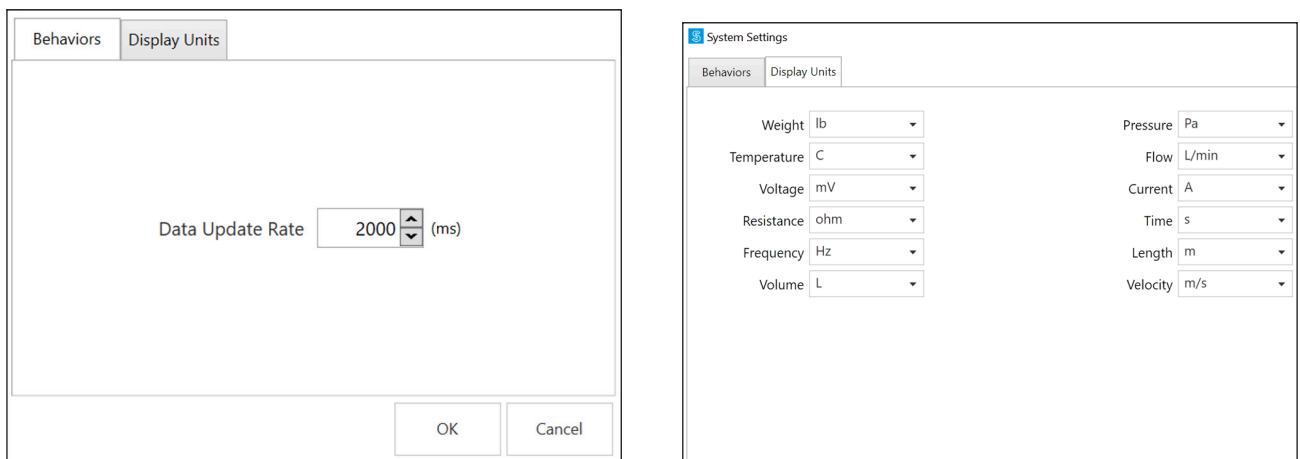 Behaviors Display Units
Data Update Rate 2000 (ms)
OK Cancel
System Settings
Behaviors Display Units
Weight lb Pressure Pa
Temperature C Flow L/min
Voltage mV Current A
Resistance ohm Time s
Frequency Hz Length m
Volume L Velocity m/s